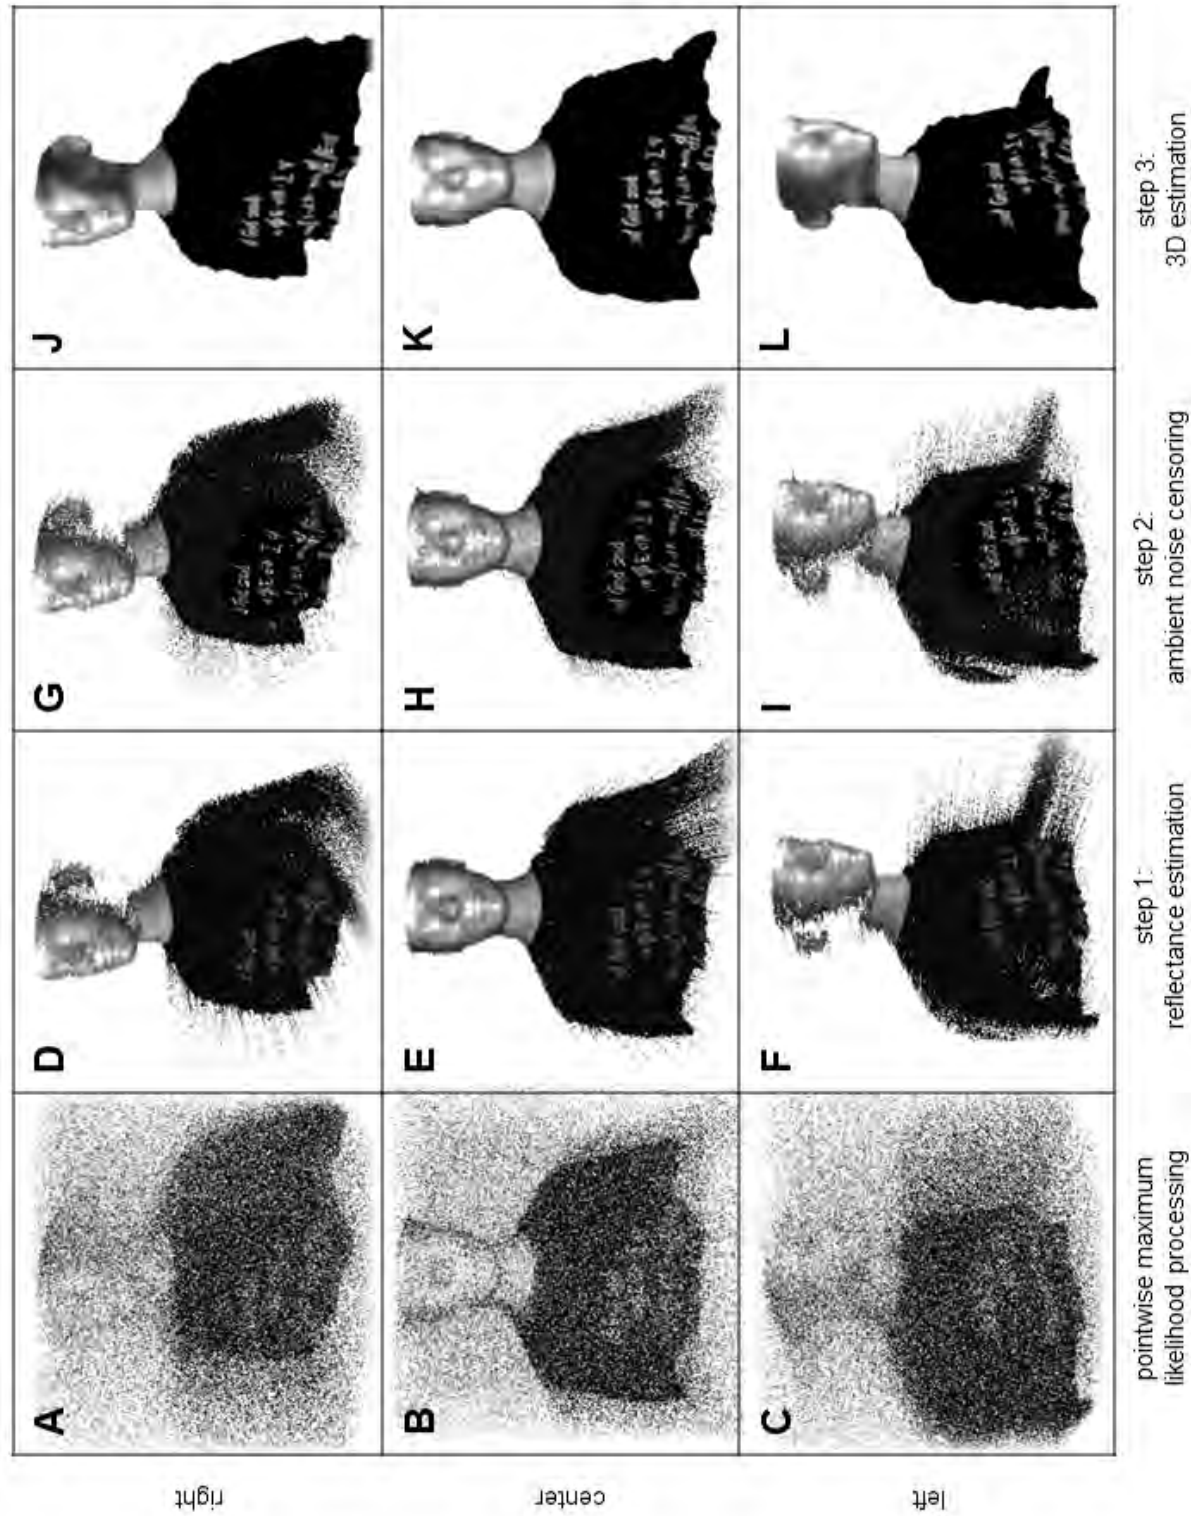 J
G
D
A
right
K
H
E
B
center
L
I
F
C
left
step 3:
3D estimation
step 2:
ambient noise censoring
step 1:
reflectance estimation
pointwise maximum
likelihood processing